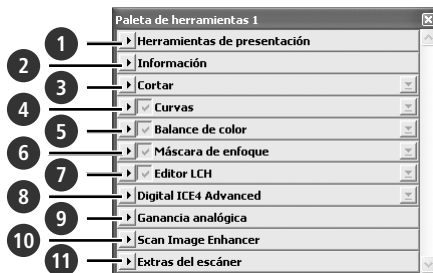 Paleta de herramientas 1
1 Herramientas de presentación
2 Información
3 Cortar
4 Curvas
5 Balance de color
6 Máscara de enfoque
7 Editor LCH
8 Digital ICE4 Advanced
9 Ganancia analógica
10 Scan Image Enhancer
11 Extras del escáner